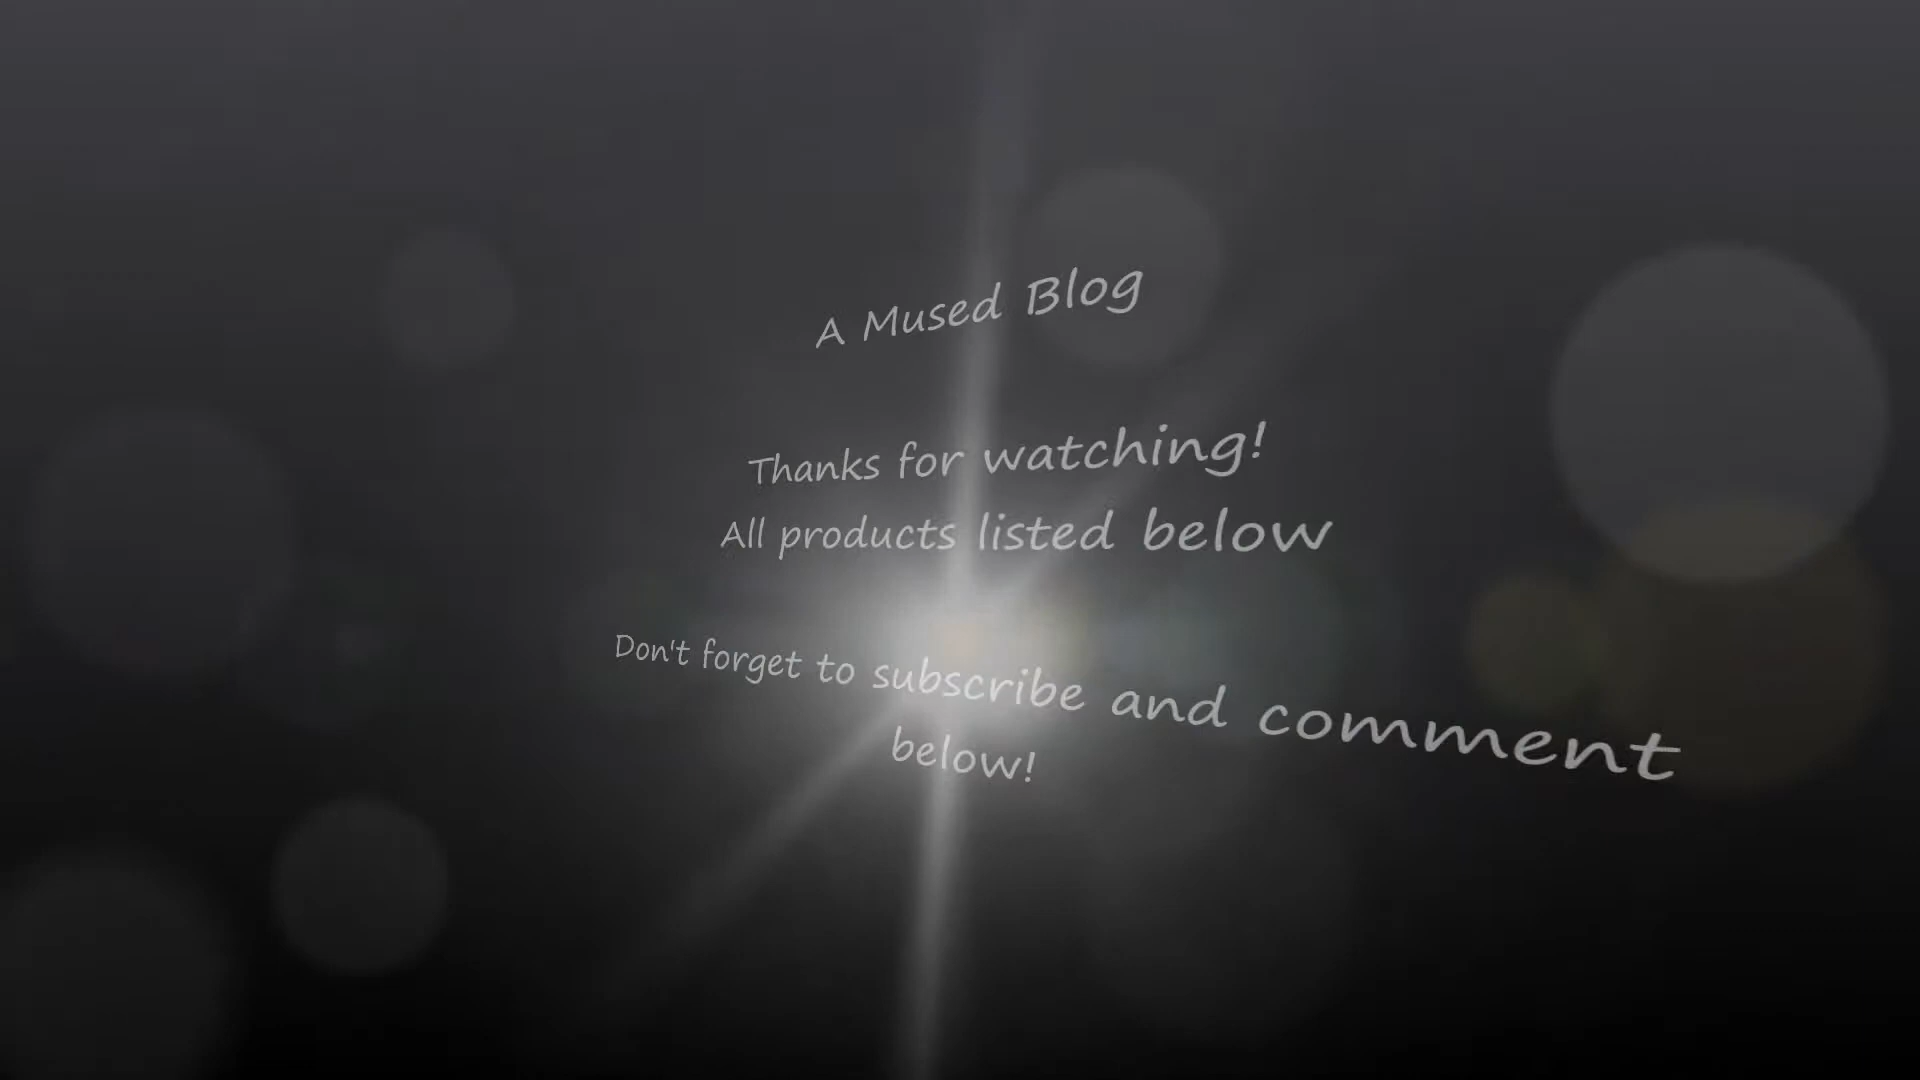 A Mused Blog
Thanks for watching!
All products listed below
Don't forget to subscribe and comment
below!